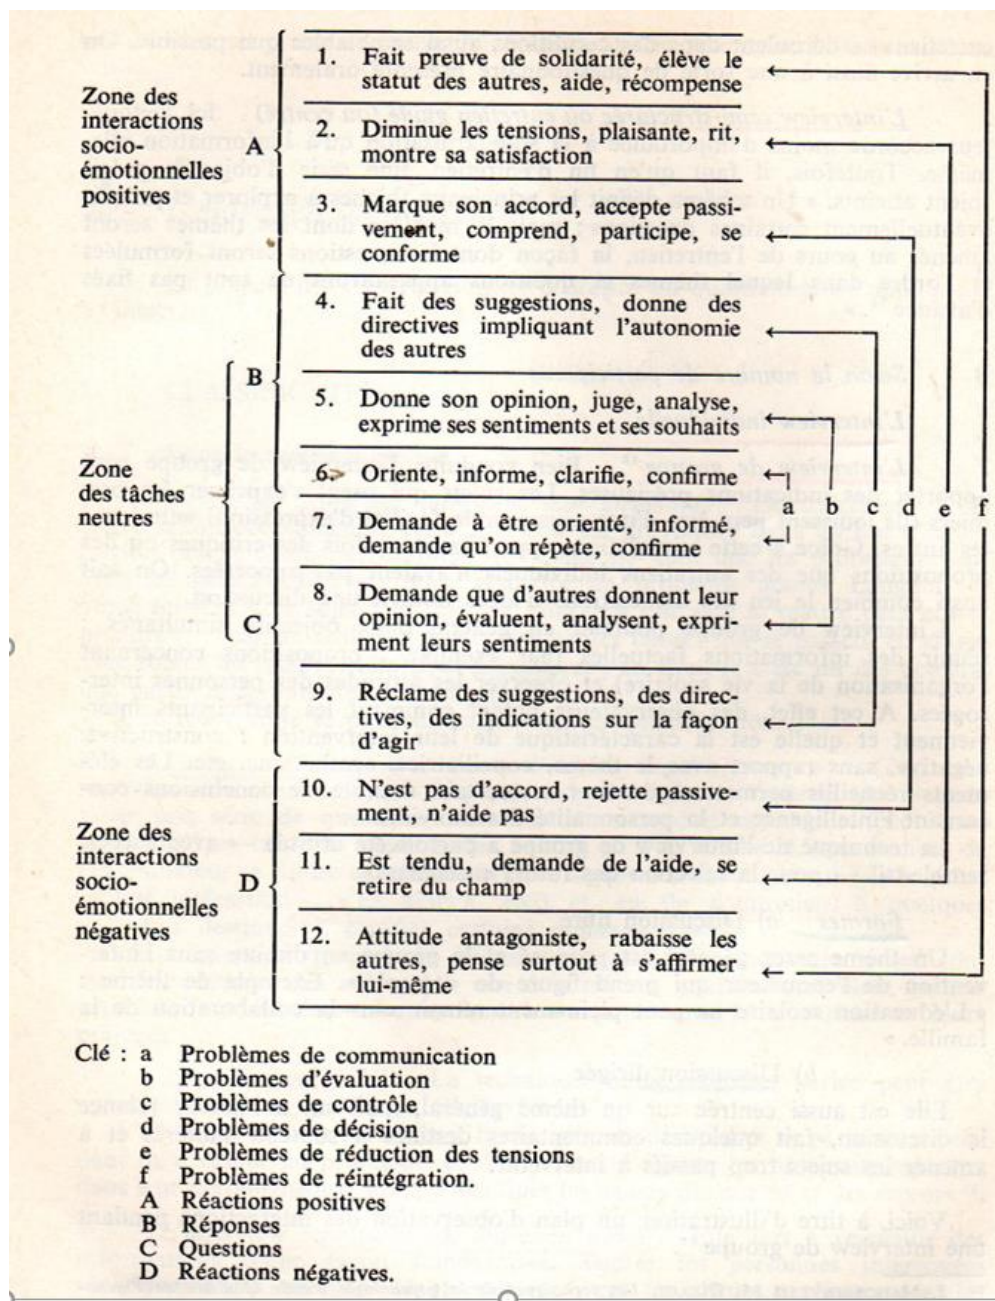 1. Fait preuve de solidarité, élève le
statut des autres, aide, récompense
Zone des
interactions
socio-
émotionnelles
positives
A
2. Diminue les tensions, plaisante, rit,
montre sa satisfaction
3. Marque son accord, accepte passi-
vement, comprend, participe, se
conforme
4. Fait des suggestions, donne des
directives impliquant l'autonomie
des autres
B
5. Donne son opinion, juge, analyse,
exprime ses sentiments et ses souhaits
Zone
des tâches
neutres
6. Oriente, informe, clarifie, confirme
a b c d e f
7. Demande à être orienté, informé,
demande qu'on répète, confirme
8. Demande que d'autres donnent leur
opinion, évaluent, analysent, expri-
ment leurs sentiments
C
9. Réclame des suggestions, des direc-
tives, des indications sur la façon
d'agir
10. N'est pas d'accord, rejette passive-
ment, n'aide pas
Zone des
interactions
socio-
émotionnelles
négatives
D
11. Est tendu, demande de l'aide, se
retire du champ
12. Attitude antagoniste, rabaisse les
autres, pense surtout à s'affirmer
lui-même
Clé : a Problèmes de communication
b Problèmes d'évaluation
c Problèmes de contrôle
d Problèmes de décision
e Problèmes de réduction des tensions
f Problèmes de réintégration.
A Réactions positives
B Réponses
C Questions
D Réactions négatives.